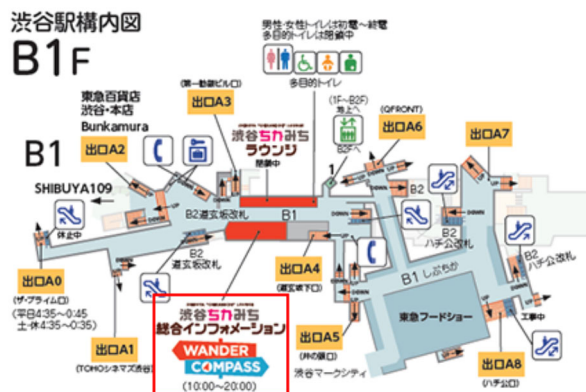 渋谷駅構内図
B1F
男性・女性トイレは初電～終電
多目的トイレは閉鎖中
多目的トイレ
東急百貨店
渋谷・本店
Bunkamura
(第一勧銀ビル口)
出口A3
渋谷ちかみち
ラウンジ
閉鎖中
(1F～B2F)
地上へ
B2Fへ
1
(QFRONT)
出口A6
出口A7
B1
出口A2
SHIBUYA109
UP
DOWN
B2道玄坂改札
B1
B2
DOWN
UP
休止中
B2
道玄坂改札
B2
ハチ公改札
B2
ハチ公改札
出口A0
(ザ・プライム口)
(平日4:35～0:45
土・休4:35～0:35)
出口A4
(道玄坂下口)
B1 しぶちか
工事中
渋谷ちかみち
総合インフォメーション
WANDER
COMPASS
(10:00～20:00)
出口A1
(TOHOシネマズ渋谷)
出口A5
(井の頭口)
渋谷マークシティ
東急フードショー
UP
出口A8
(ハチ公口)